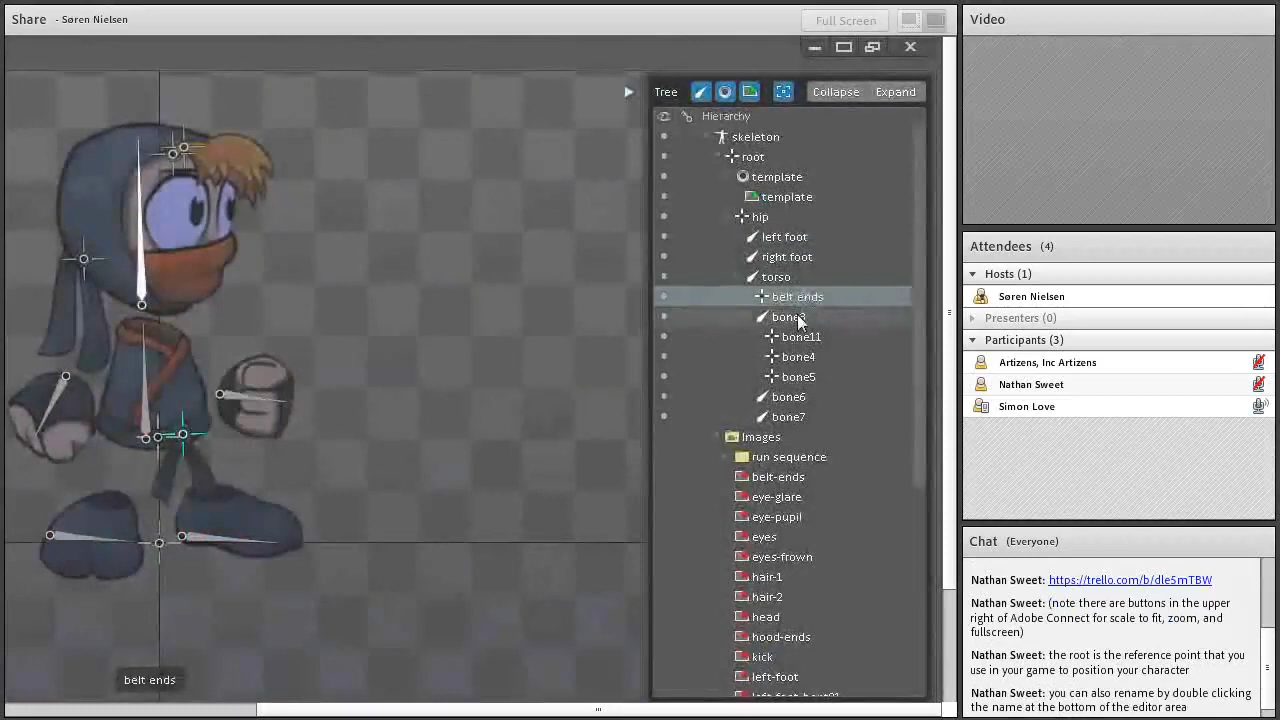 Share - Søren Nielsen
Full Screen
Video
Tree
Collapse
Expand
Hierarchy
skeleton
root
template
template
hip
left foot
right foot
torso
belt ends
bone11
bone4
bone5
bone6
bone7
Images
run sequence
belt-ends
eye-glare
eye-pupil
eyes
eyes-frown
hair-1
hair-2
head
hood-ends
kick
left-foot
belt ends
Attendees (4)
Hosts (1)
Søren Nielsen
Presenters (0)
Participants (3)
Artizens, Inc Artizens
Nathan Sweet
Simon Love
Chat (Everyone)
Nathan Sweet: https://trello.com/b/dle5mTBW
Nathan Sweet: (note there are buttons in the upper
right of Adobe Connect for scale to fit, zoom, and
fullscreen)
Nathan Sweet: the root is the reference point that you
use in your game to position your character
Nathan Sweet: you can also rename by double clicking
the name at the bottom of the editor area